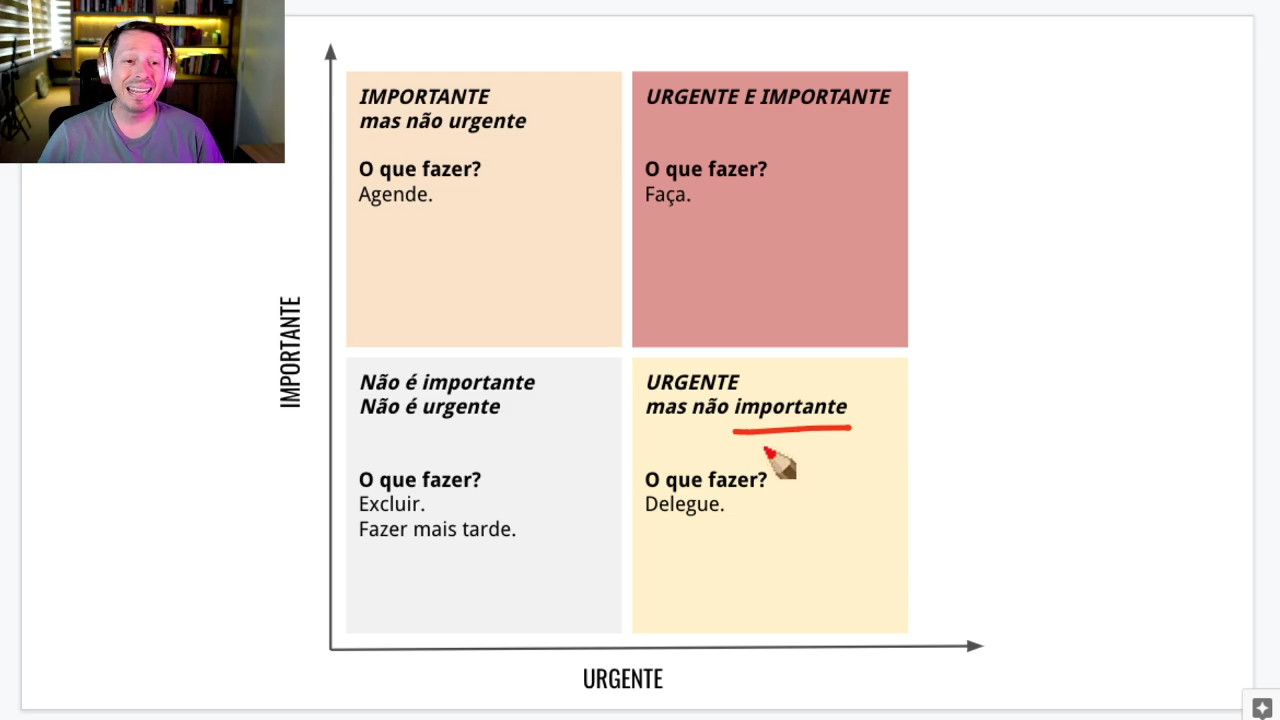 IMPORTANTE
mas não urgente
O que fazer?
Agende.
URGENTE E IMPORTANTE
O que fazer?
Faça.
IMPORTANTE
Não é importante
Não é urgente
O que fazer?
Excluir.
Fazer mais tarde.
URGENTE
mas não importante
O que fazer?
Delegue.
URGENTE